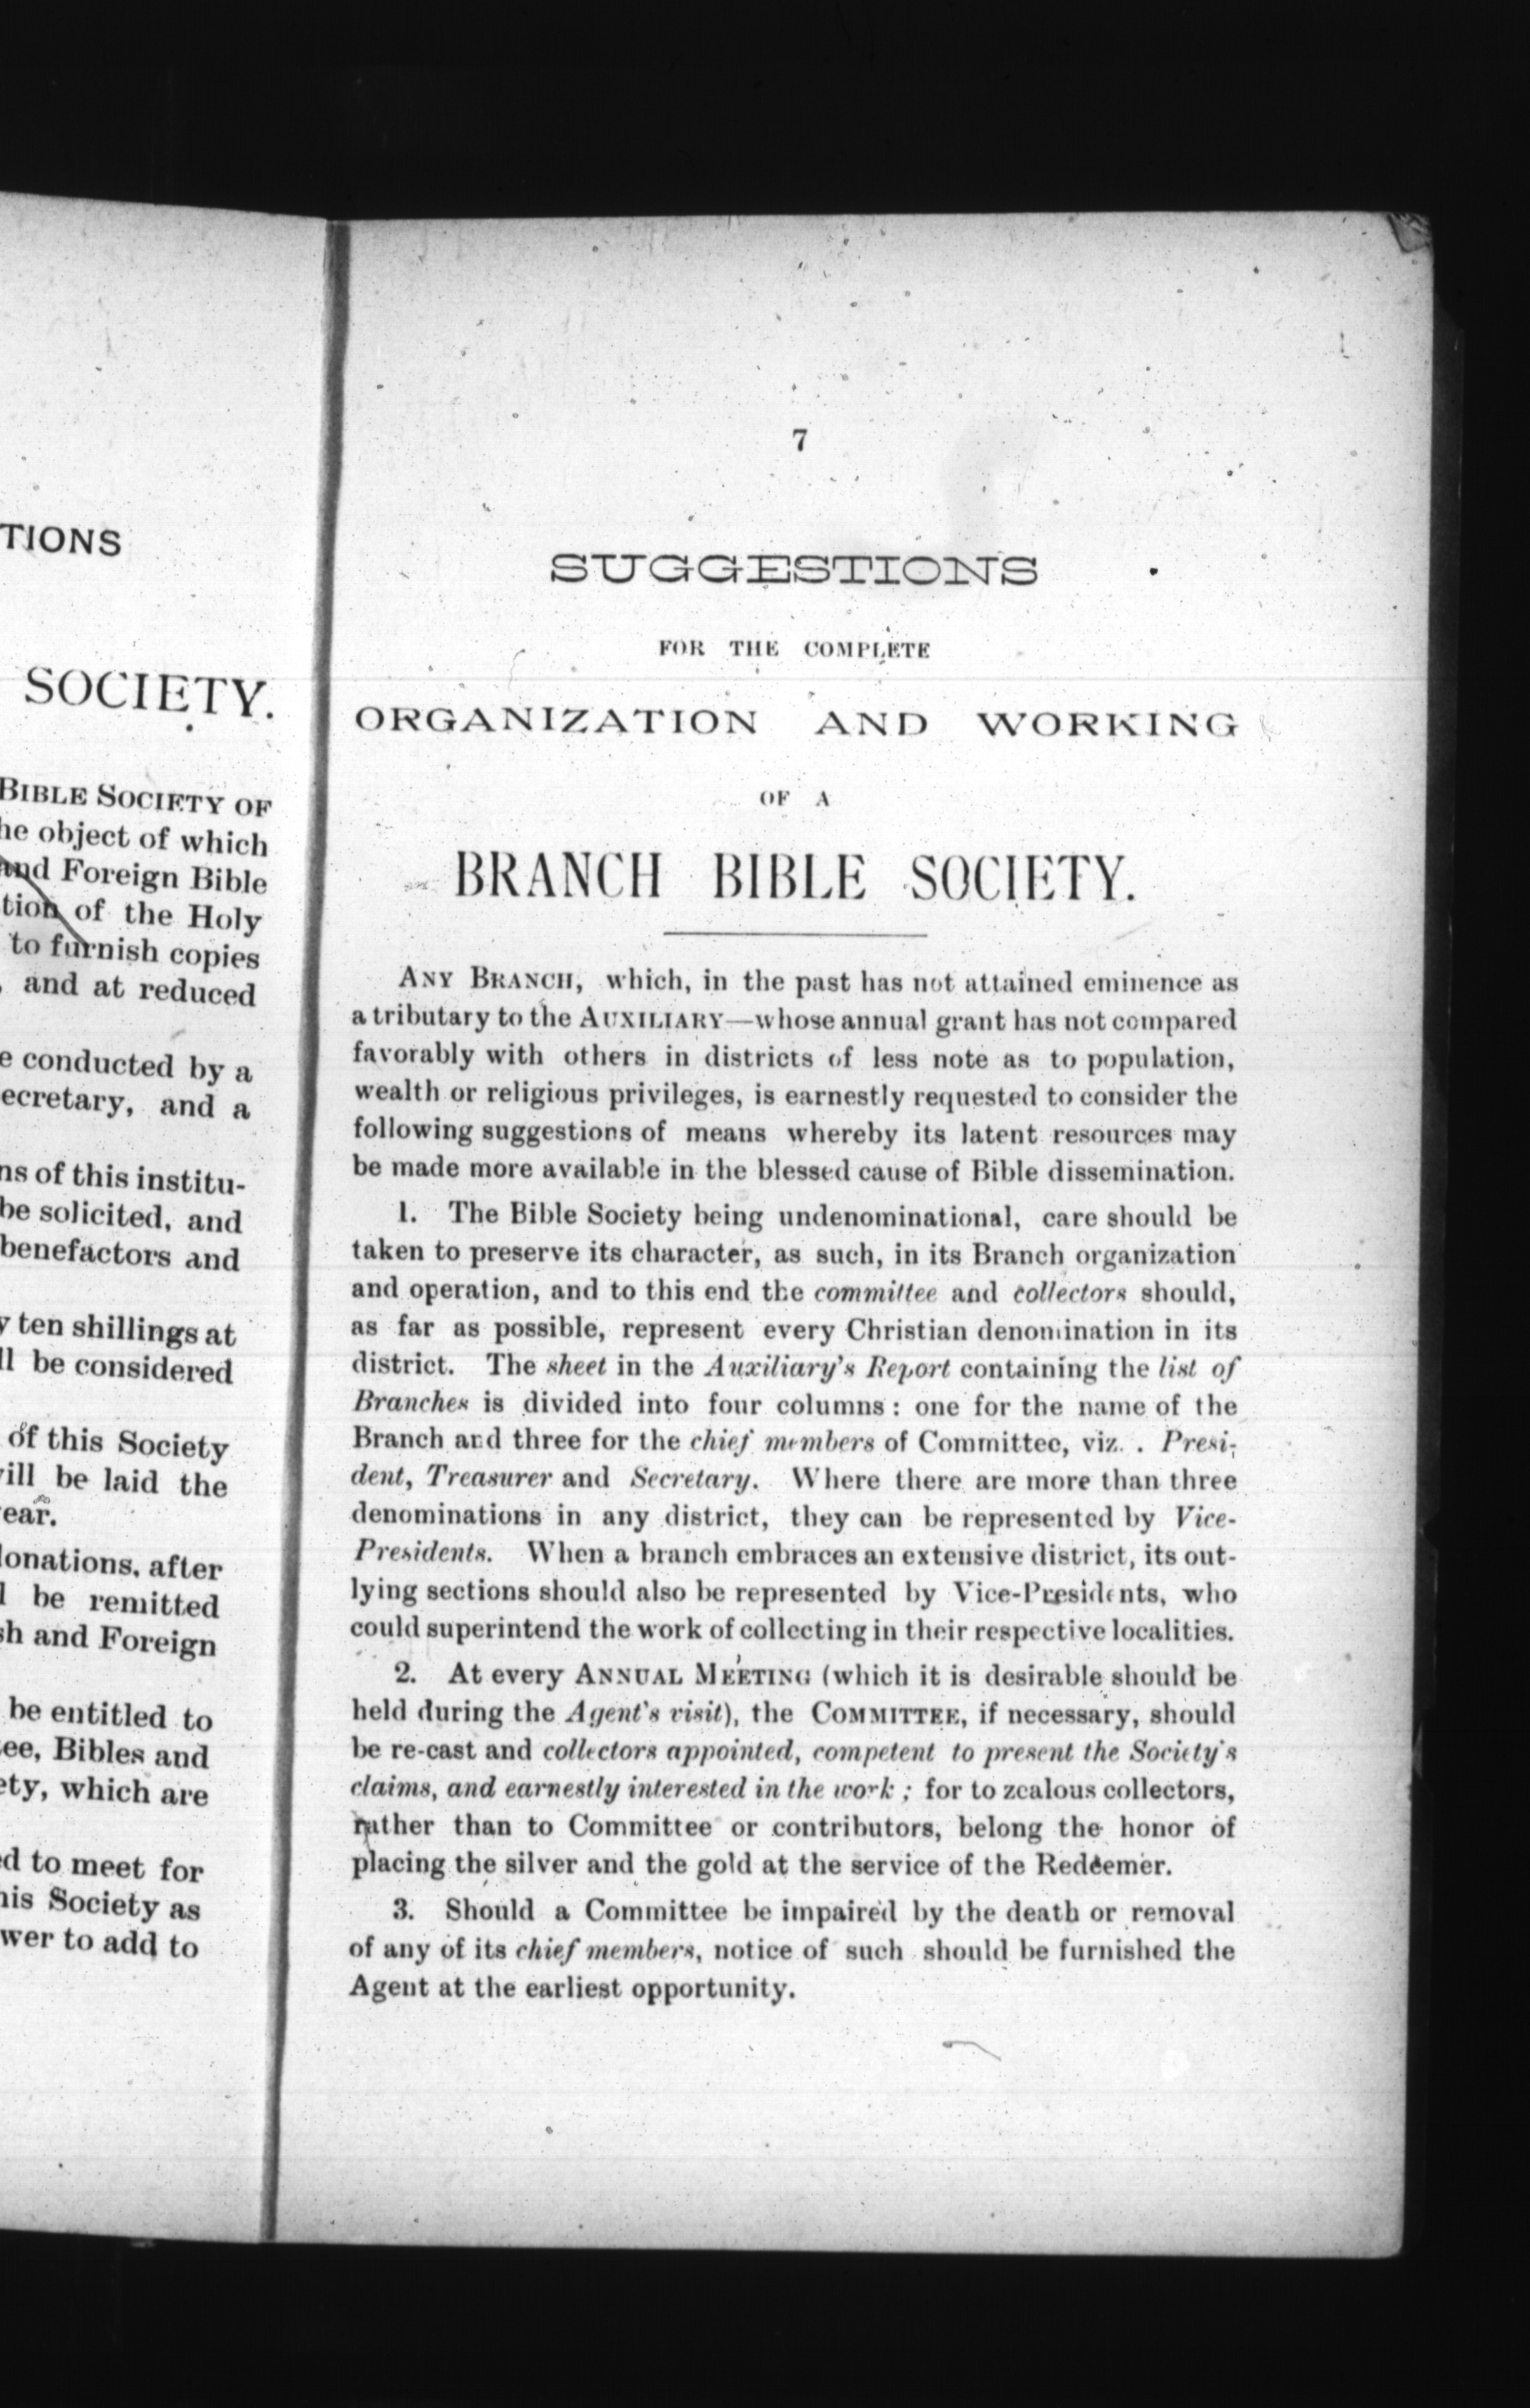 TIONS
SOCIETY.
BIBLE SOCIETY OF
he object of which
and Foreign Bible
tion of the Holy
to furnish copies
, and at reduced
e conducted by a
ecretary, and a
ns of this institu-
be solicited, and
benefactors and
y ten shillings at
ll be considered
of this Society
ill be laid the
ear.
onations, after
be remitted
sh and Foreign
be entitled to
ee, Bibles and
ety, which are
d to meet for
his Society as
wer to add to
7
SUGGESTIONS
FOR THE COMPLETE
ORGANIZATION AND WORKING
OF A
BRANCH BIBLE SOCIETY.
ANY BRANCH, which, in the past has not attained eminence as
a tributary to the AUXILIARY—whose annual grant has not compared
favorably with others in districts of less note as to population,
wealth or religious privileges, is earnestly requested to consider the
following suggestions of means whereby its latent resources may
be made more available in the blessed cause of Bible dissemination.
1. The Bible Society being undenominational, care should be
taken to preserve its character, as such, in its Branch organization
and operation, and to this end the committee and collectors should,
as far as possible, represent every Christian denomination in its
district. The sheet in the Auxiliary's Report containing the list of
Branches is divided into four columns: one for the name of the
Branch and three for the chief members of Committee, viz. . Presi-
dent, Treasurer and Secretary. Where there are more than three
denominations in any district, they can be represented by Vice-
Presidents. When a branch embraces an extensive district, its out-
lying sections should also be represented by Vice-Presidents, who
could superintend the work of collecting in their respective localities.
2. At every ANNUAL MEETING (which it is desirable should be
held during the Agent's visit), the COMMITTEE, if necessary, should
be re-cast and collectors appointed, competent to present the Society's
claims, and earnestly interested in the work; for to zealous collectors,
rather than to Committee or contributors, belong the honor of
placing the silver and the gold at the service of the Redeemer.
3. Should a Committee be impaired by the death or removal
of any of its chief members, notice of such should be furnished the
Agent at the earliest opportunity.